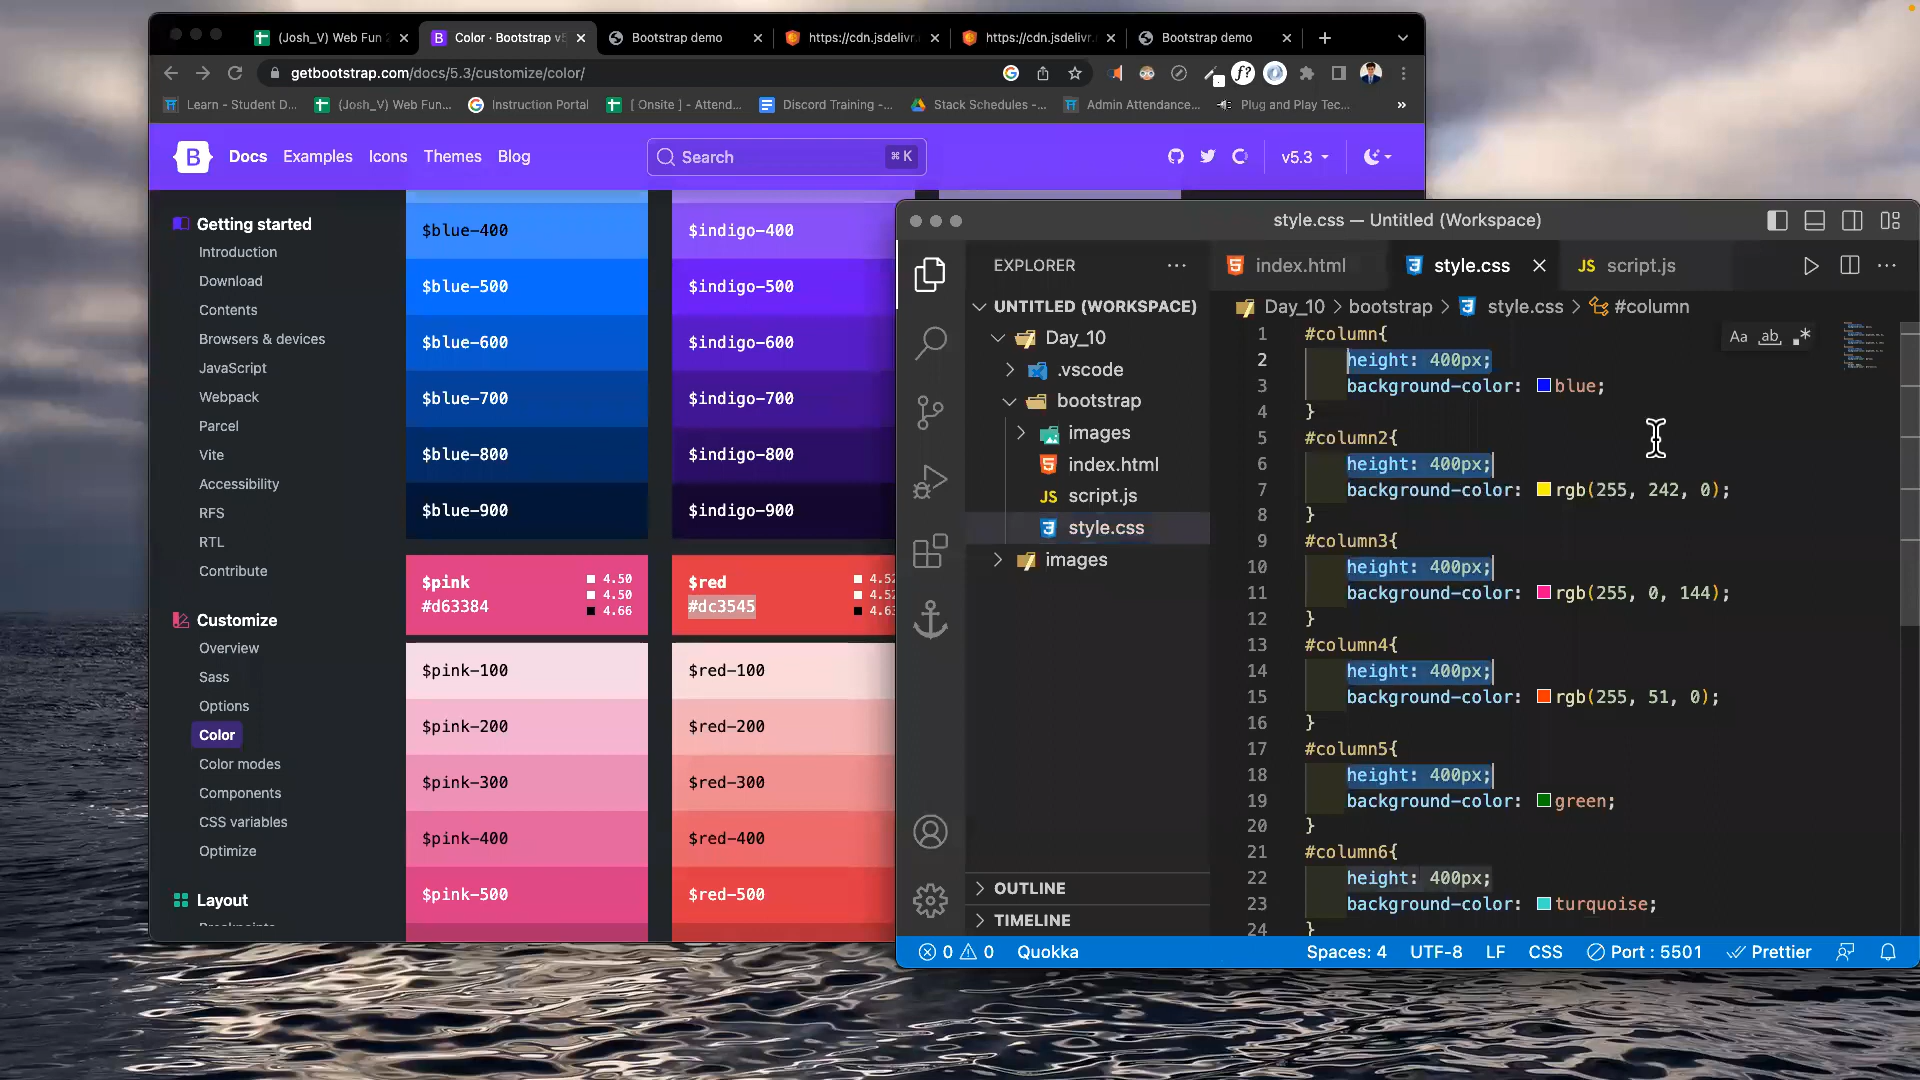 (Josh_V) Web Fun 2
Color · Bootstrap v5
Bootstrap demo
https://cdn.jsdelivr.
https://cdn.jsdelivr.
Bootstrap demo
getbootstrap.com/docs/5.3/customize/color/
Learn - Student D...
(Josh_V) Web Fun...
Instruction Portal
[ Onsite ] - Attend...
Discord Training -...
Stack Schedules -...
Admin Attendance...
Plug and Play Tec...
»
B
Docs
Examples
Icons
Themes
Blog
Search
⌘ K
v5.3
Getting started
Introduction
Download
Contents
Browsers & devices
JavaScript
Webpack
Parcel
Vite
Accessibility
RFS
RTL
Contribute
Customize
Overview
Sass
Options
Color
Color modes
Components
CSS variables
Optimize
Layout
$blue-400
$blue-500
$blue-600
$blue-700
$blue-800
$blue-900
$indigo-400
$indigo-500
$indigo-600
$indigo-700
$indigo-800
$indigo-900
$pink
#d63384
4.50
4.50
4.66
$red
#dc3545
4.52
4.52
4.63
$pink-100
$pink-200
$pink-300
$pink-400
$pink-500
$red-100
$red-200
$red-300
$red-400
$red-500
style.css — Untitled (Workspace)
EXPLORER
UNTITLED (WORKSPACE)
Day_10
.vscode
bootstrap
images
index.html
JS script.js
style.css
images
OUTLINE
TIMELINE
index.html
style.css
JS script.js
Day_10 > bootstrap > style.css > #column
Aa ab .*
1 #column{
2 height: 400px;
3 background-color: blue;
4 }
5 #column2{
6 height: 400px;
7 background-color: rgb(255, 242, 0);
8 }
9 #column3{
10 height: 400px;
11 background-color: rgb(255, 0, 144);
12 }
13 #column4{
14 height: 400px;
15 background-color: rgb(255, 51, 0);
16 }
17 #column5{
18 height: 400px;
19 background-color: green;
20 }
21 #column6{
22 height: 400px;
23 background-color: turquoise;
24 }
0 0 Quokka
Spaces: 4
UTF-8
LF
CSS
Port : 5501
Prettier